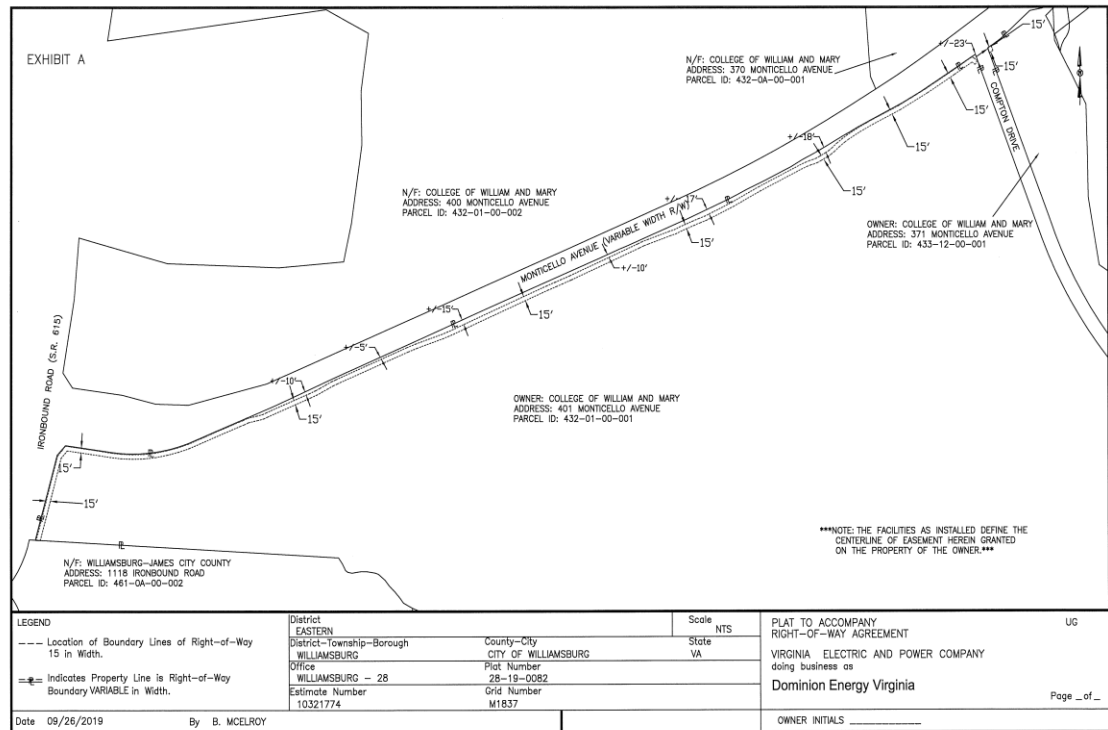 EXHIBIT A
N/F: COLLEGE OF WILLIAM AND MARY
ADDRESS: 370 MONTICELLO AVENUE
PARCEL ID: 432-0A-00-001
+/-23'
15'
15'
15'
COMPTON DRIVE
15'
+/-18'
15'
N/F: COLLEGE OF WILLIAM AND MARY
ADDRESS: 400 MONTICELLO AVENUE
PARCEL ID: 432-01-00-002
OWNER: COLLEGE OF WILLIAM AND MARY
ADDRESS: 371 MONTICELLO AVENUE
PARCEL ID: 433-12-00-001
MONTICELLO AVENUE (VARIABLE WIDTH R/W)
15'
+/-10'
+/-15'
15'
+/-5'
+/-10'
15'
IRONBOUND ROAD (S.R. 615)
OWNER: COLLEGE OF WILLIAM AND MARY
ADDRESS: 401 MONTICELLO AVENUE
PARCEL ID: 432-01-00-001
15'
15'
***NOTE: THE FACILITIES AS INSTALLED DEFINE THE
CENTERLINE OF EASEMENT HEREIN GRANTED
ON THE PROPERTY OF THE OWNER.***
N/F: WILLIAMSBURG-JAMES CITY COUNTY
ADDRESS: 1118 IRONBOUND ROAD
PARCEL ID: 461-0A-00-002
LEGEND
--- Location of Boundary Lines of Right-of-Way
15 in Width.
Indicates Property Line is Right-of-Way
Boundary VARIABLE in Width.
Date 09/26/2019 By B. MCELROY
District
EASTERN
Scale
NTS
District-Township-Borough
WILLIAMSBURG
County-City
CITY OF WILLIAMSBURG
State
VA
Office
WILLIAMSBURG - 28
Plat Number
28-19-0082
Estimate Number
10321774
Grid Number
M1837
PLAT TO ACCOMPANY UG
RIGHT-OF-WAY AGREEMENT
VIRGINIA ELECTRIC AND POWER COMPANY
doing business as
Dominion Energy Virginia
Page _of_
OWNER INITIALS ___________